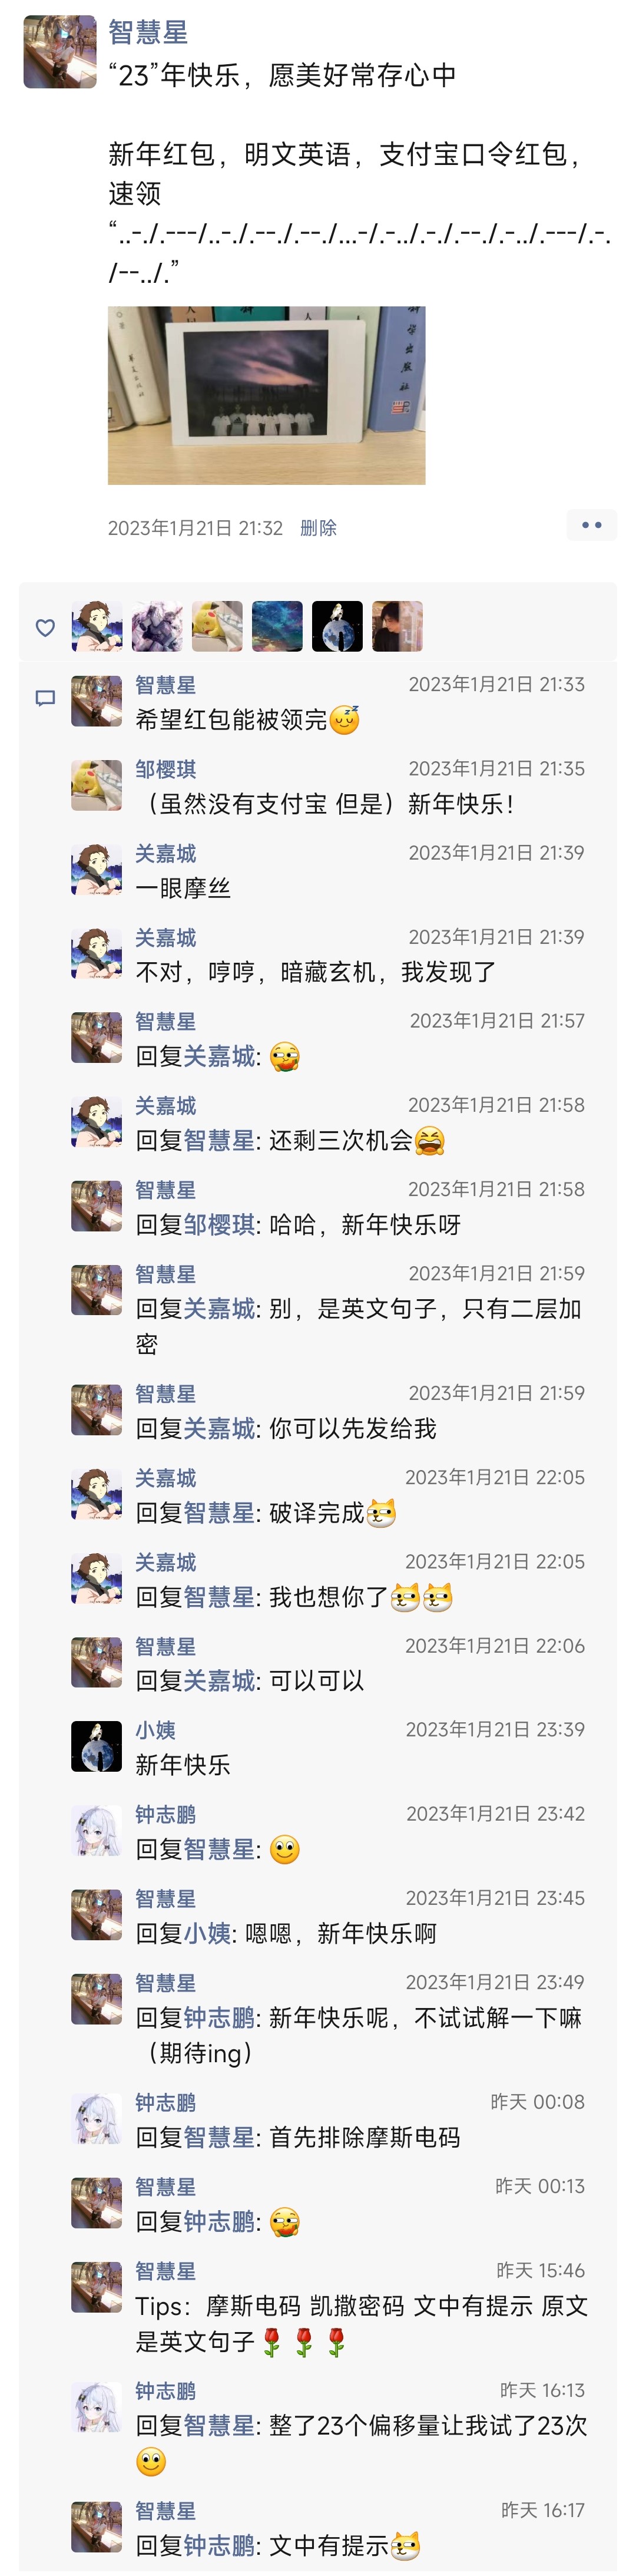 智慧星
“23”年快乐，愿美好常存心中
新年红包，明文英语，支付宝口令红包，
速领
“..-./.---/..-./.--./.--./...-/.-../.-./.--./.-../.---/.-.
/--../.”
2023年1月21日 21:32 删除
智慧星 2023年1月21日 21:33
希望红包能被领完😴
邹樱琪 2023年1月21日 21:35
（虽然没有支付宝 但是）新年快乐！
关嘉城 2023年1月21日 21:39
一眼摩丝
关嘉城 2023年1月21日 21:39
不对，哼哼，暗藏玄机，我发现了
智慧星 2023年1月21日 21:57
回复关嘉城:
关嘉城 2023年1月21日 21:58
回复智慧星: 还剩三次机会😝
智慧星 2023年1月21日 21:58
回复邹樱琪: 哈哈，新年快乐呀
智慧星 2023年1月21日 21:59
回复关嘉城: 别，是英文句子，只有二层加
密
智慧星 2023年1月21日 21:59
回复关嘉城: 你可以先发给我
关嘉城 2023年1月21日 22:05
回复智慧星: 破译完成
关嘉城 2023年1月21日 22:05
回复智慧星: 我也想你了
智慧星 2023年1月21日 22:06
回复关嘉城: 可以可以
小姨 2023年1月21日 23:39
新年快乐
钟志鹏 2023年1月21日 23:42
回复智慧星: 🙂
智慧星 2023年1月21日 23:45
回复小姨: 嗯嗯，新年快乐啊
智慧星 2023年1月21日 23:49
回复钟志鹏: 新年快乐呢，不试试解一下嘛
（期待ing）
钟志鹏 昨天 00:08
回复智慧星: 首先排除摩斯电码
智慧星 昨天 00:13
回复钟志鹏:
智慧星 昨天 15:46
Tips：摩斯电码 凯撒密码 文中有提示 原文
是英文句子🌹🌹🌹
钟志鹏 昨天 16:13
回复智慧星: 整了23个偏移量让我试了23次
🙂
智慧星 昨天 16:17
回复钟志鹏: 文中有提示